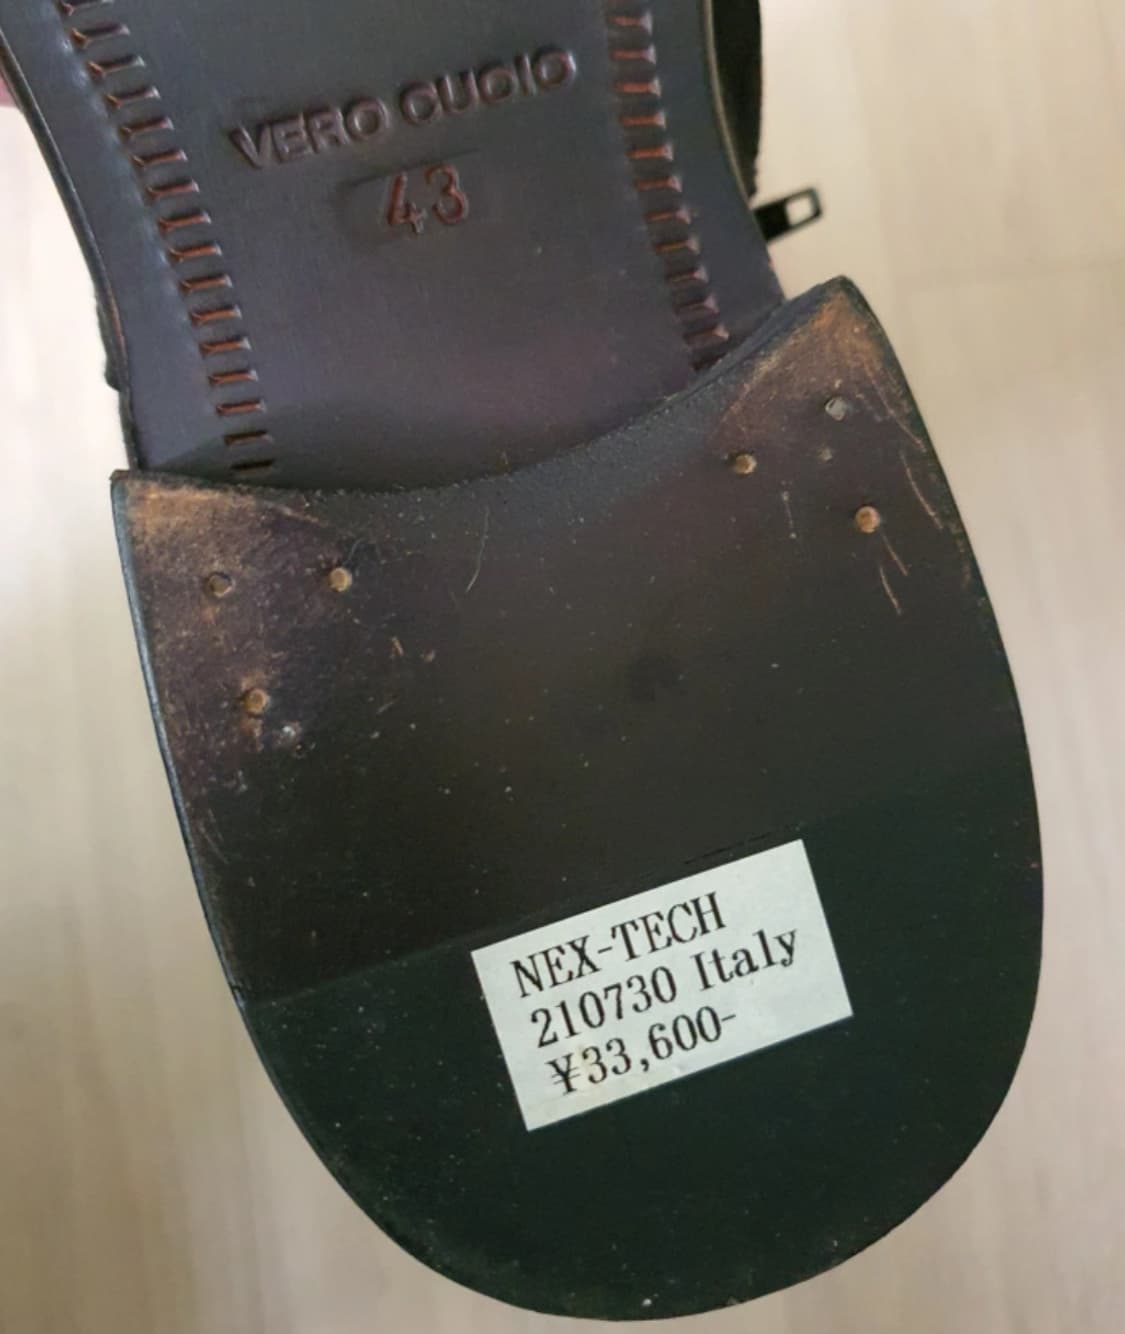 VERO CUOIO
43
NEX-TECH
210730 Italy
¥33,600-